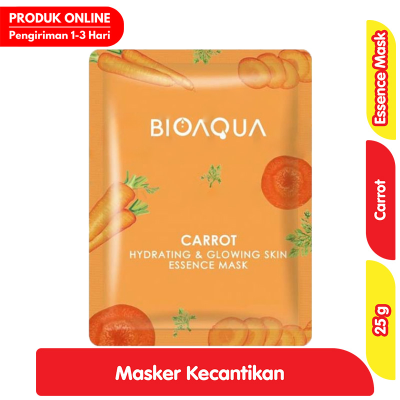 PRODUK ONLINE
Pengiriman 1-3 Hari
BIOAQUA
CARROT
HYDRATING & GLOWING SKIN
ESSENCE MASK
Essence Mask
Carrot
25 g
Masker Kecantikan